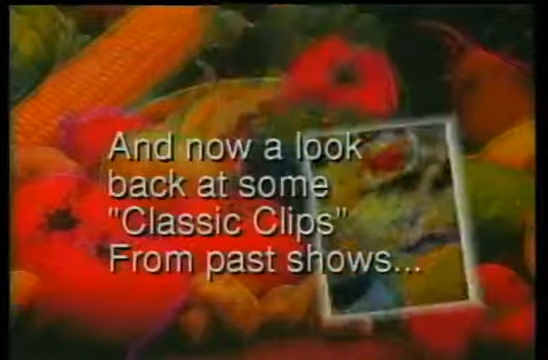 And now a look
back at some
"Classic Clips"
From past shows...